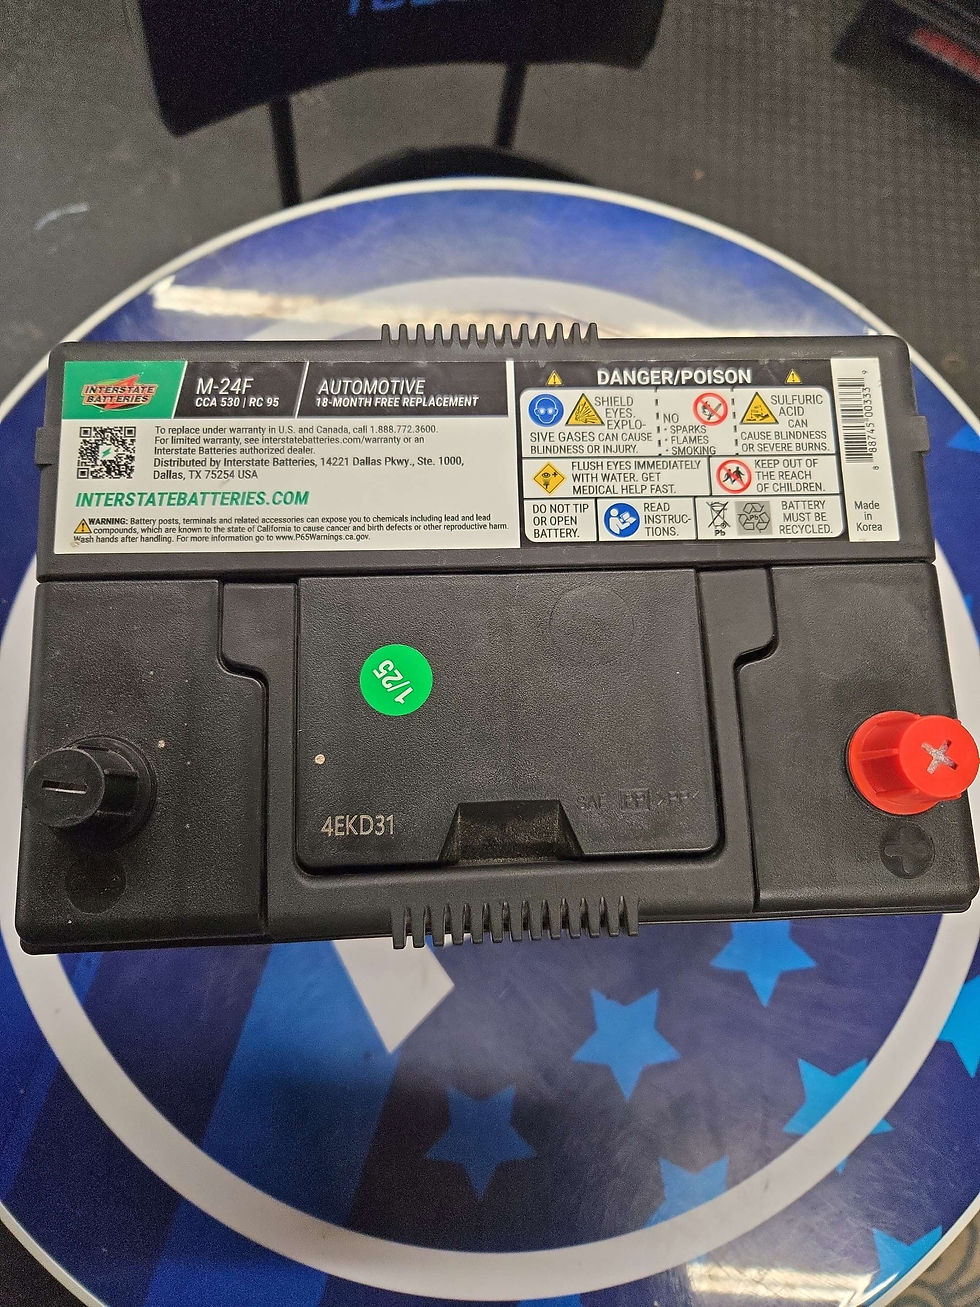 INTERSTATE
BATTERIES
M-24F
CCA 530 | RC 95
AUTOMOTIVE
18-MONTH FREE REPLACEMENT
To replace under warranty in U.S. and Canada, call 1.888.772.3600.
For limited warranty, see interstatebatteries.com/warranty or an
Interstate Batteries authorized dealer.
Distributed by Interstate Batteries, 14221 Dallas Pkwy., Ste. 1000,
Dallas, TX 75254 USA
INTERSTATEBATTERIES.COM
WARNING: Battery posts, terminals and related accessories can expose you to chemicals including lead and lead
compounds, which are known to the state of California to cause cancer and birth defects or other reproductive harm.
Wash hands after handling. For more information go to www.P65Warnings.ca.gov.
DANGER/POISON
SHIELD
EYES.
EXPLO-
SIVE GASES CAN CAUSE
BLINDNESS OR INJURY.
NO
• SPARKS
• FLAMES
• SMOKING
SULFURIC
ACID
CAN
CAUSE BLINDNESS
OR SEVERE BURNS.
FLUSH EYES IMMEDIATELY
WITH WATER. GET
MEDICAL HELP FAST.
KEEP OUT OF
THE REACH
OF CHILDREN.
DO NOT TIP
OR OPEN
BATTERY.
READ
INSTRUC-
TIONS.
Pb
BATTERY
MUST BE
RECYCLED.
8 88745 00333 9
Made
in
Korea
1/25
4EKD31
>PP<